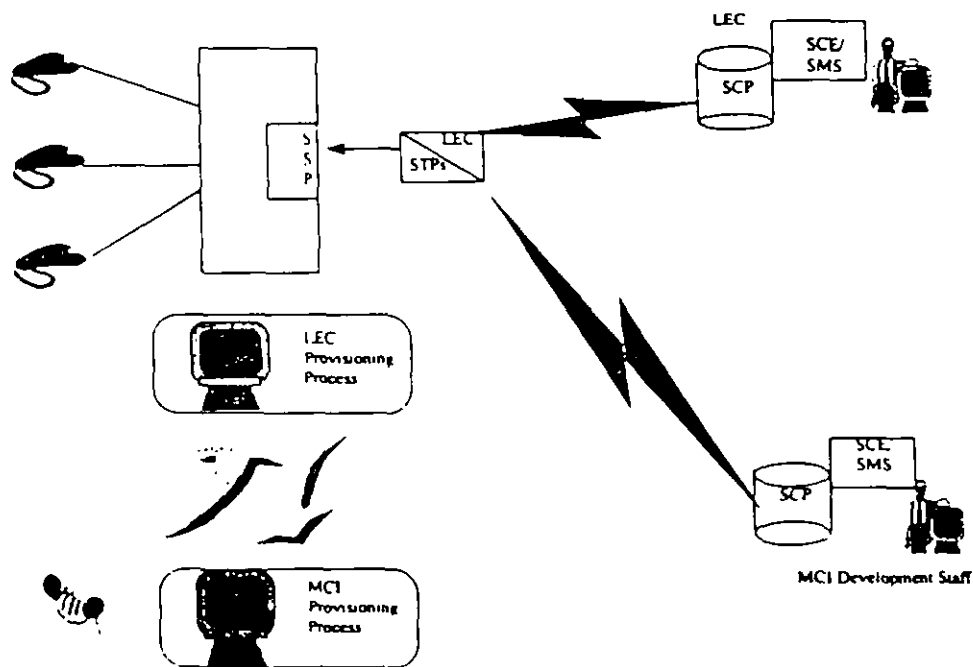 LEC
SCE/
SMS
SCP
S
S
P
LEC
STPs
LEC
Provisioning
Process
SCE/
SMS
SCP
MCI Development Staff
MCI
Provisioning
Process